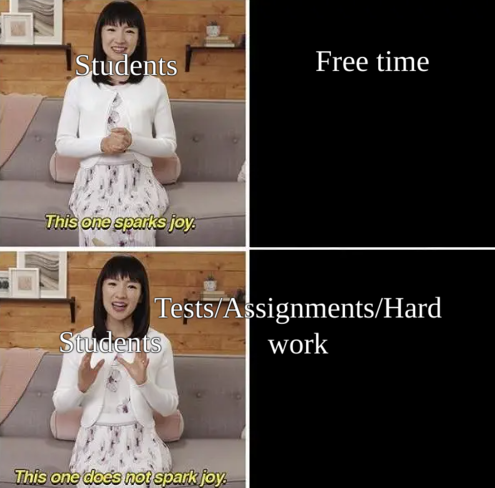 Students
Free time
This one sparks joy.
Tests/Assignments/Hard
work
Students
This one does not spark joy.